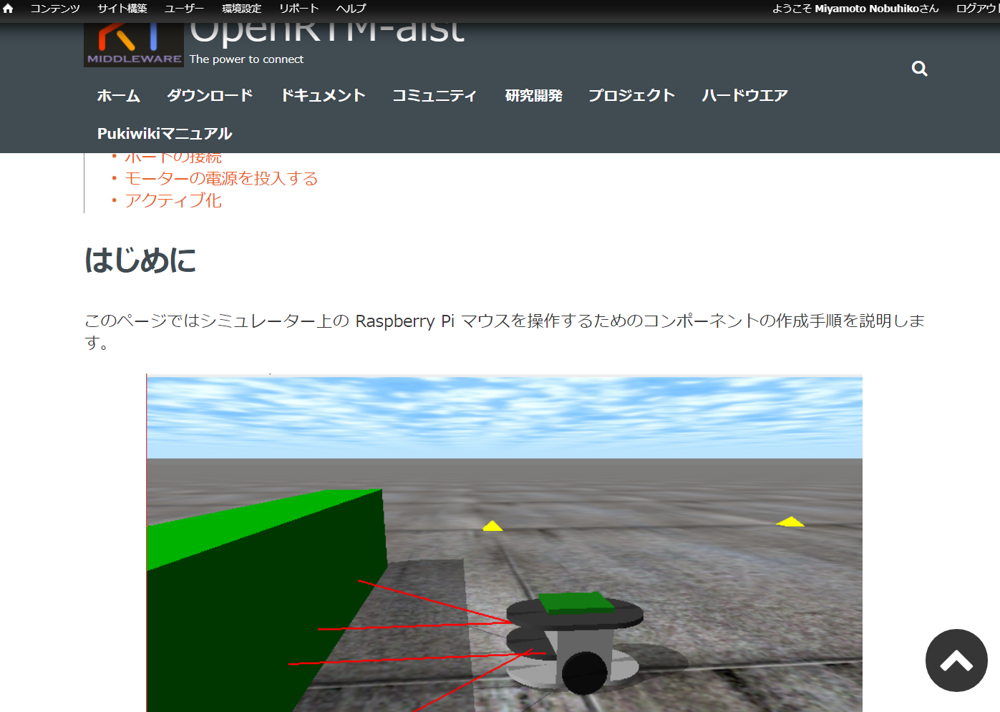 コンテンツ サイト構築 ユーザー 環境設定 リポート ヘルプ ようこそ Miyamoto Nobuhikoさん ログアウト
OpenRTM-aist
MIDDLEWARE The power to connect
ホーム ダウンロード ドキュメント コミュニティ 研究開発 プロジェクト ハードウエア
Pukiwikiマニュアル
• ポートの接続
• モーターの電源を投入する
• アクティブ化
はじめに
このページではシミュレーター上の Raspberry Pi マウスを操作するためのコンポーネントの作成手順を説明しま
す。